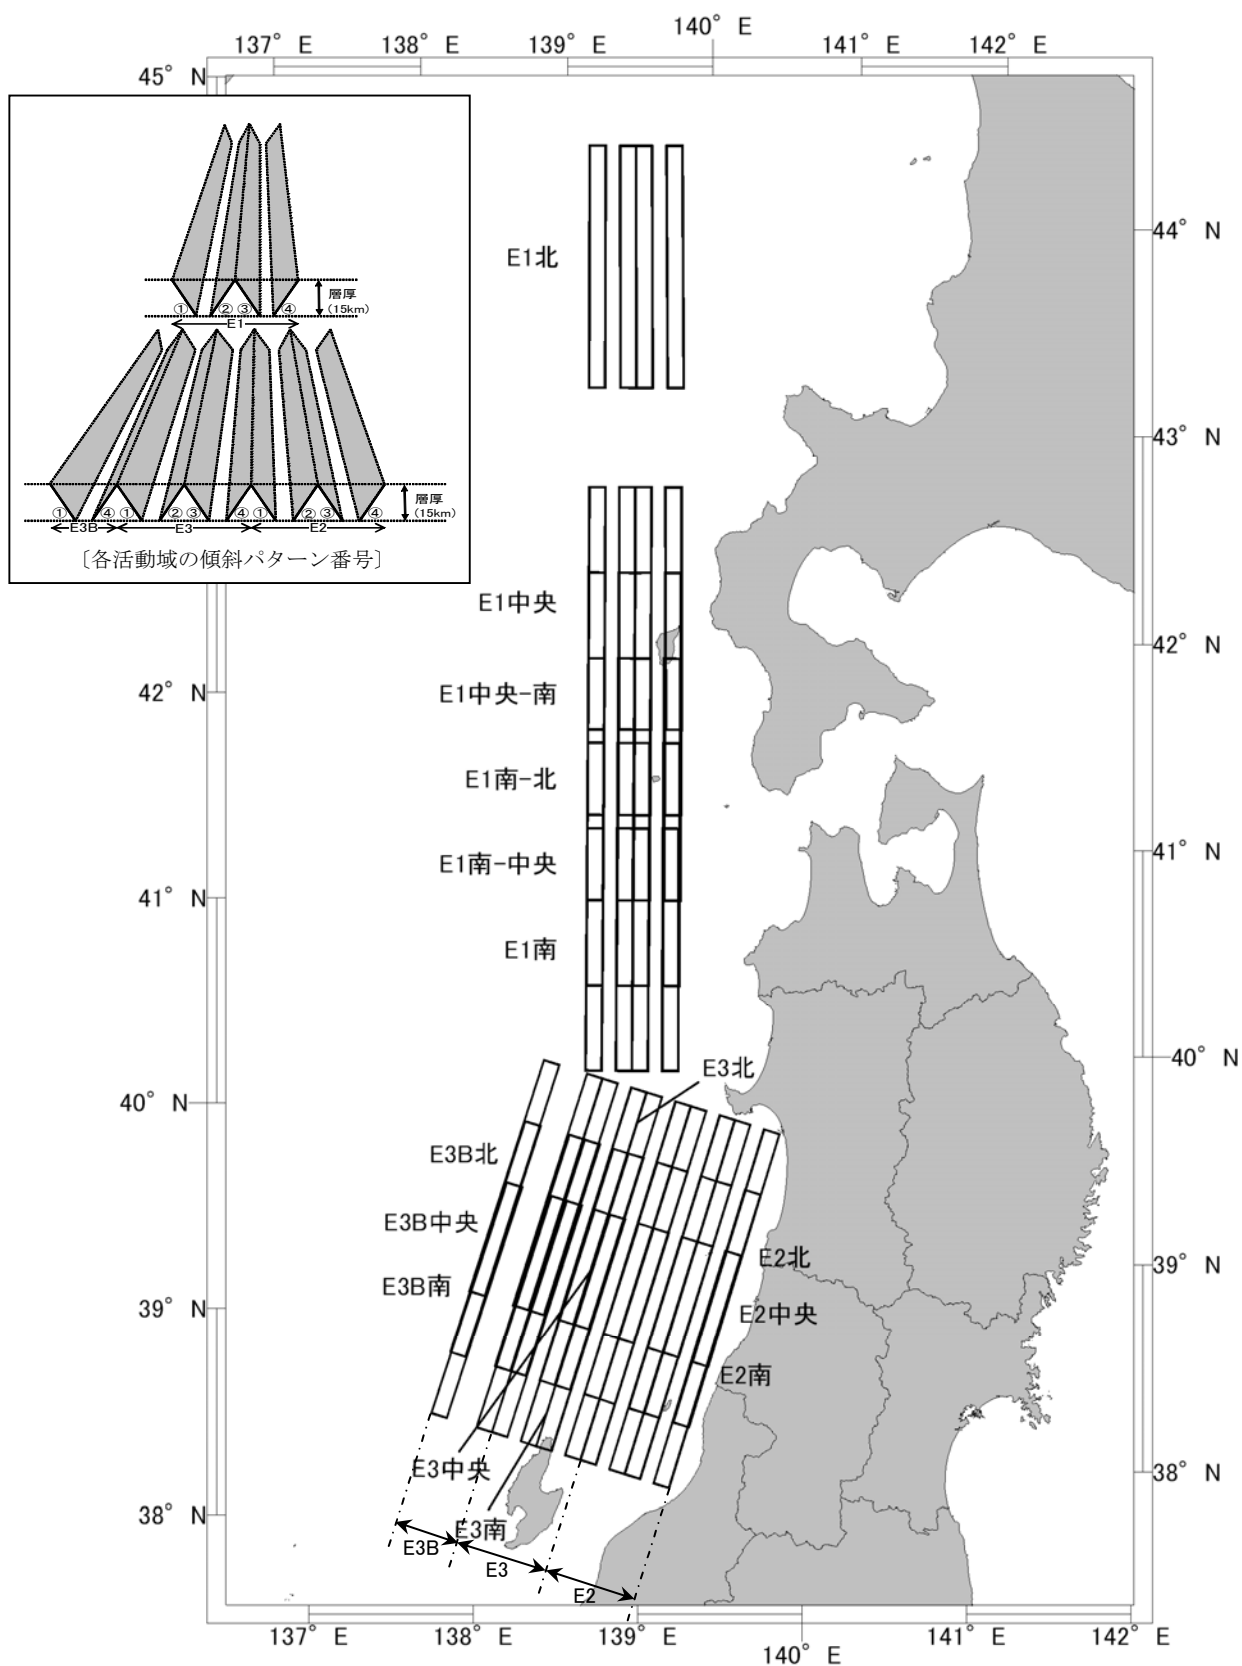 137° E
138° E
139° E
140° E
141° E
142° E
45° N
44° N
43° N
42° N
42° N
41° N
41° N
40° N
40° N
39° N
39° N
38° N
38° N
① ② ③ ④
層厚
(15km)
E1
① ④ ① ② ③ ④ ① ② ③ ④
層厚
(15km)
E3B E3 E2
〔各活動域の傾斜パターン番号〕
E1北
E1中央
E1中央-南
E1南-北
E1南-中央
E1南
E3北
E3B北
E3B中央
E3B南
E2北
E2中央
E2南
E3中央
E3南
E3B
E3
E2
137° E
138° E
139° E
140° E
141° E
142° E